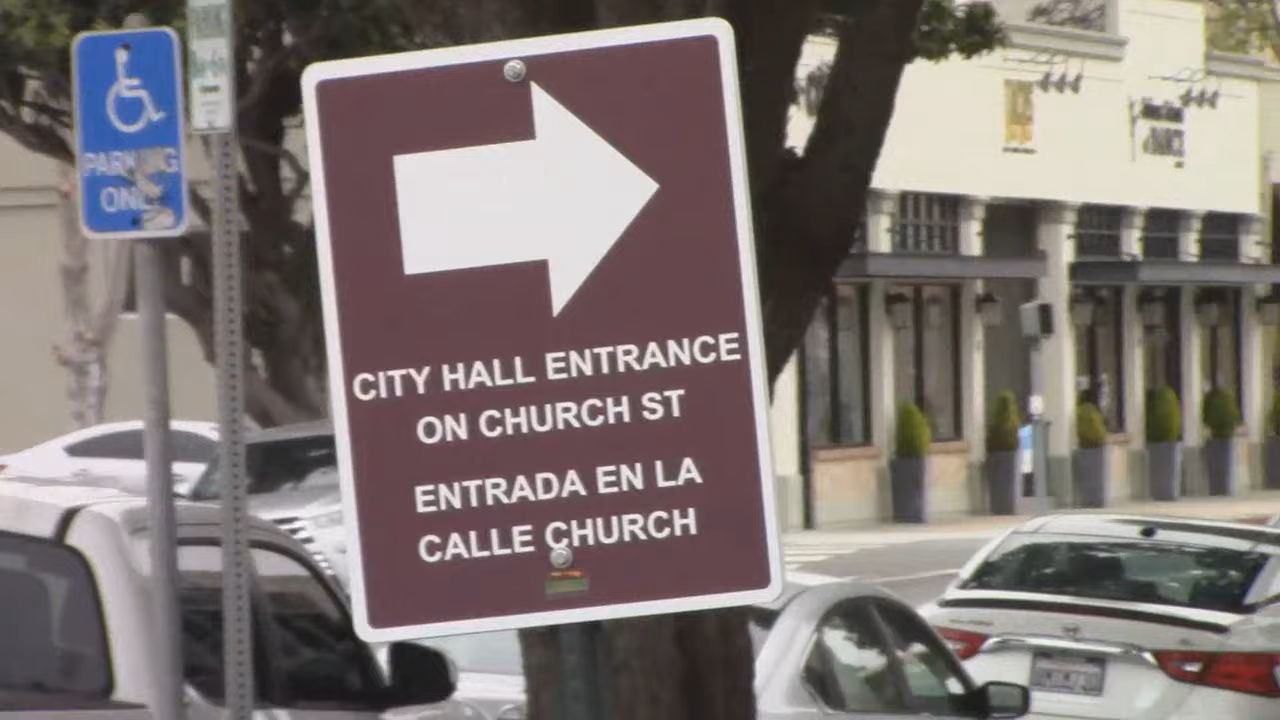 PARKING
ONLY
CITY HALL ENTRANCE
ON CHURCH ST
ENTRADA EN LA
CALLE CHURCH